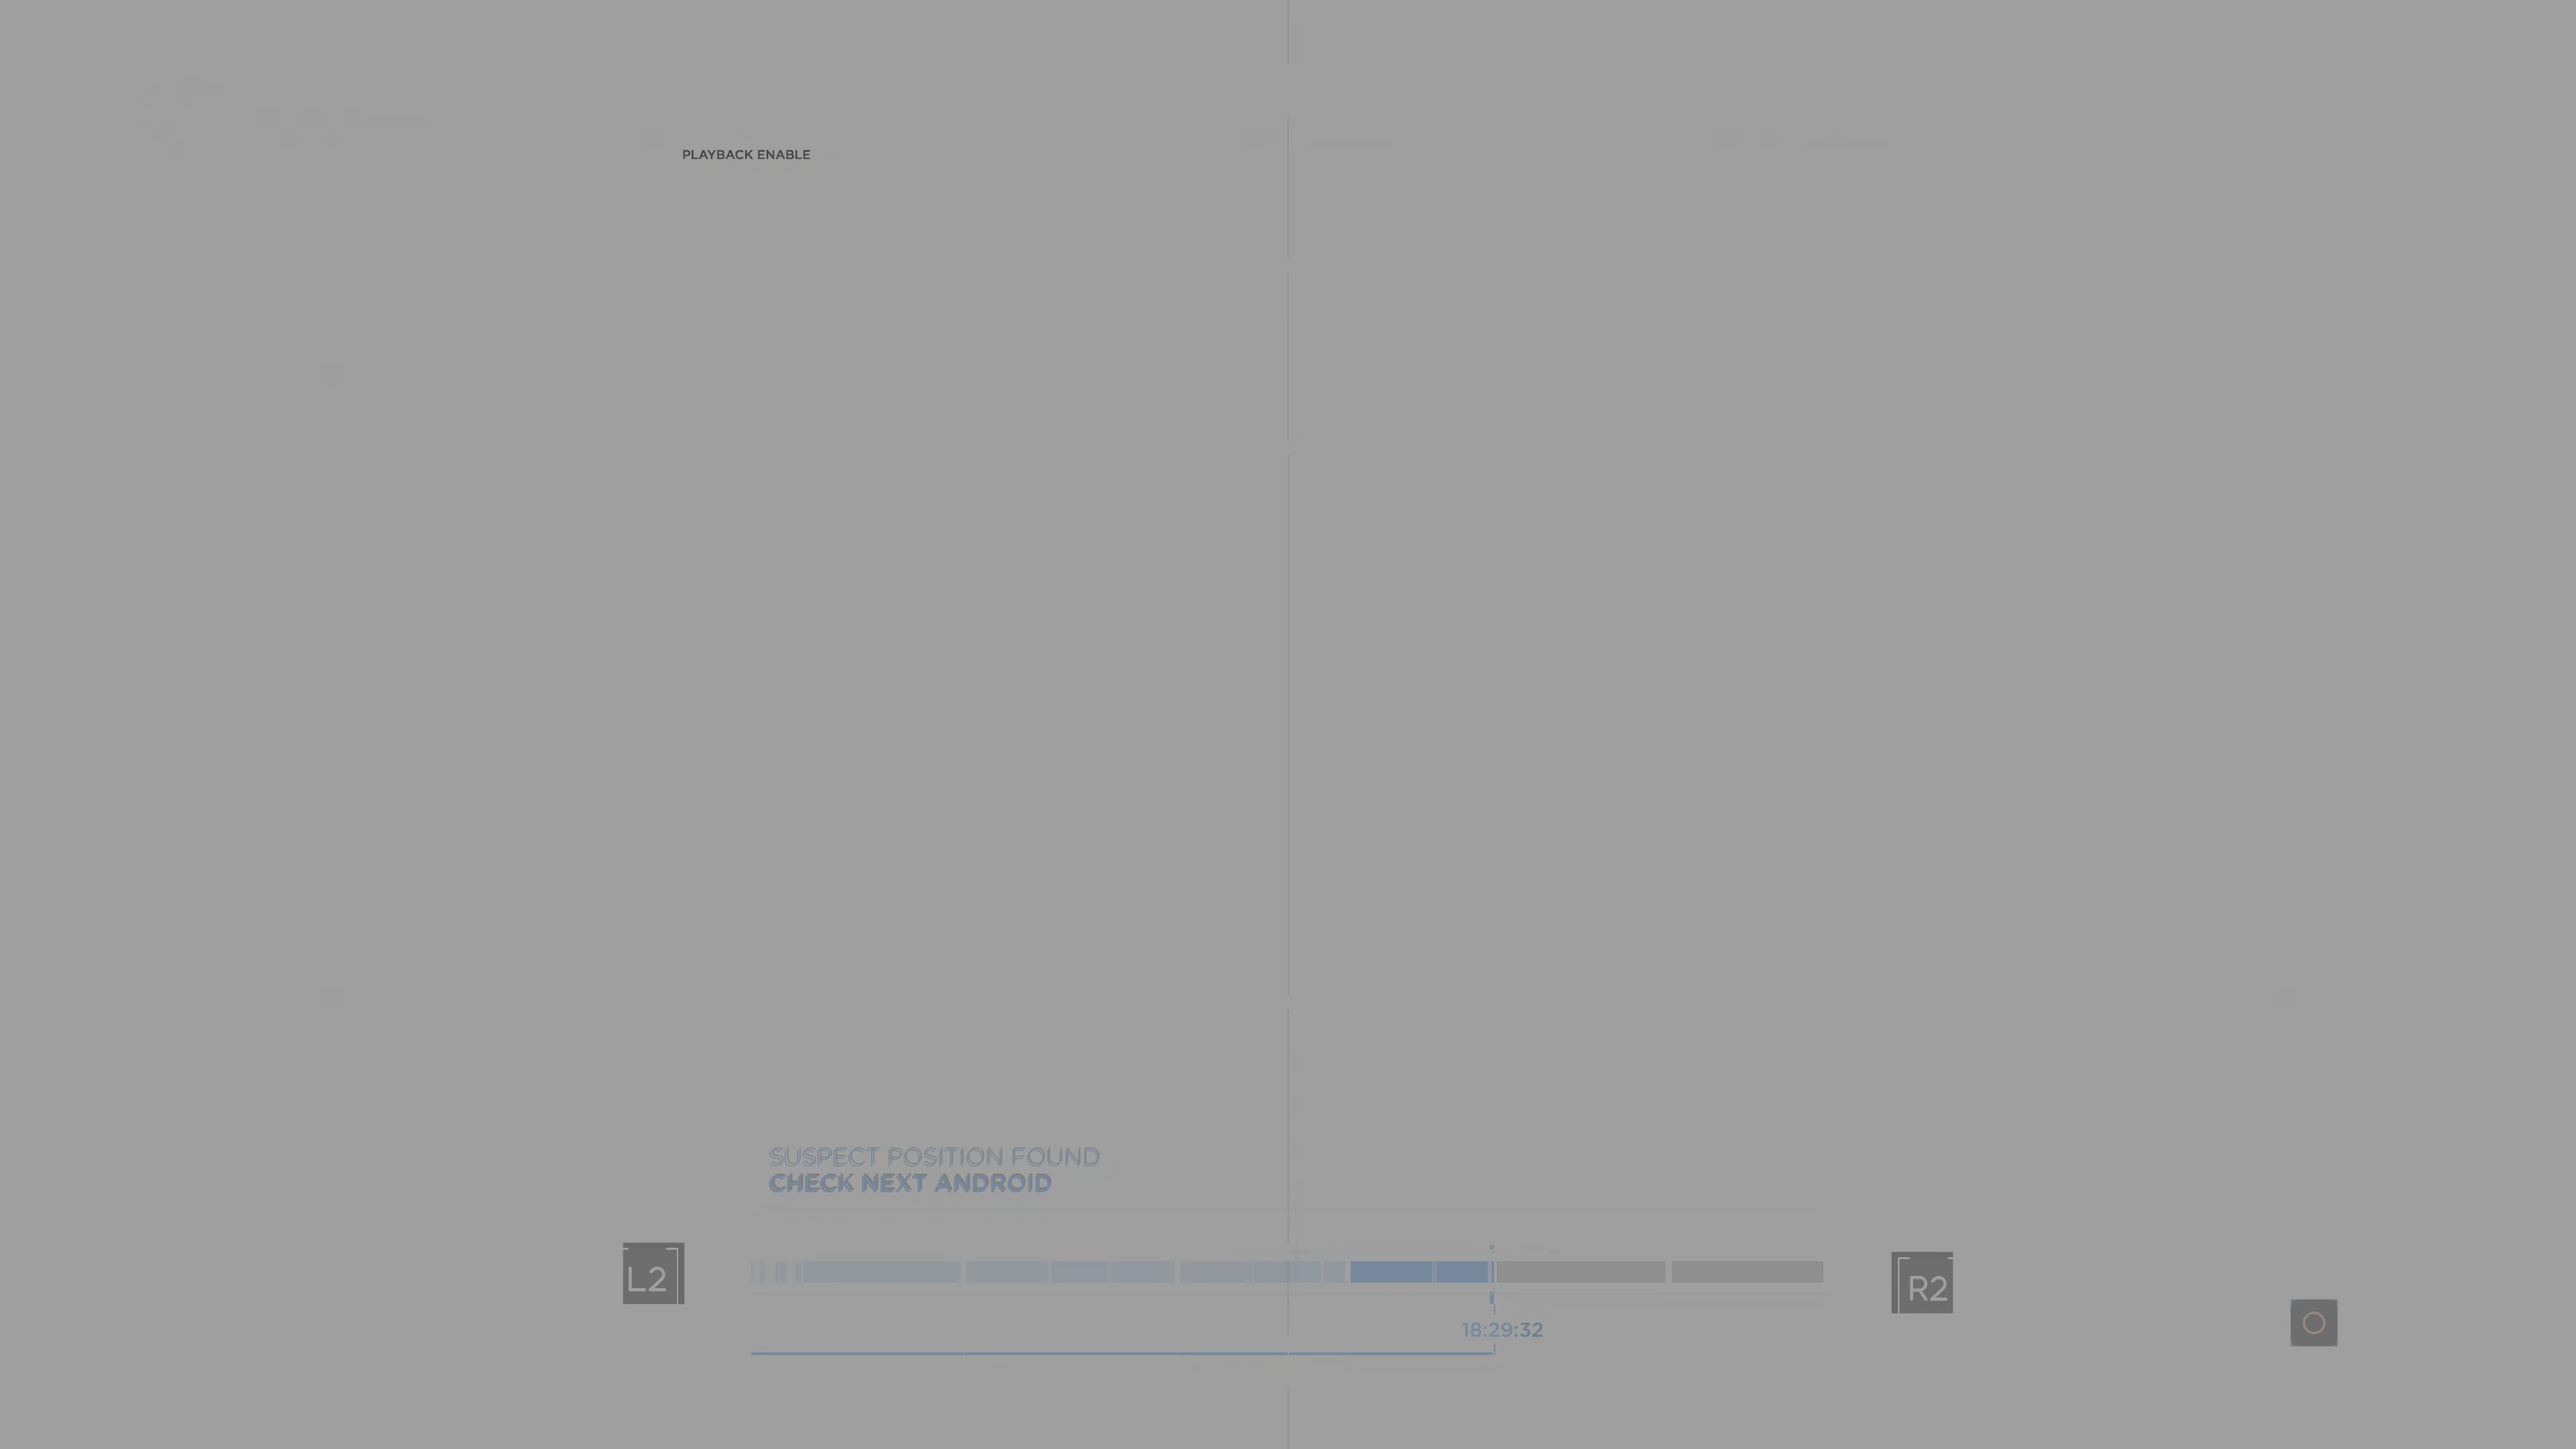 PLAYBACK ENABLE
SUSPECT POSITION FOUND
CHECK NEXT ANDROID
L2
R2
18:29:32